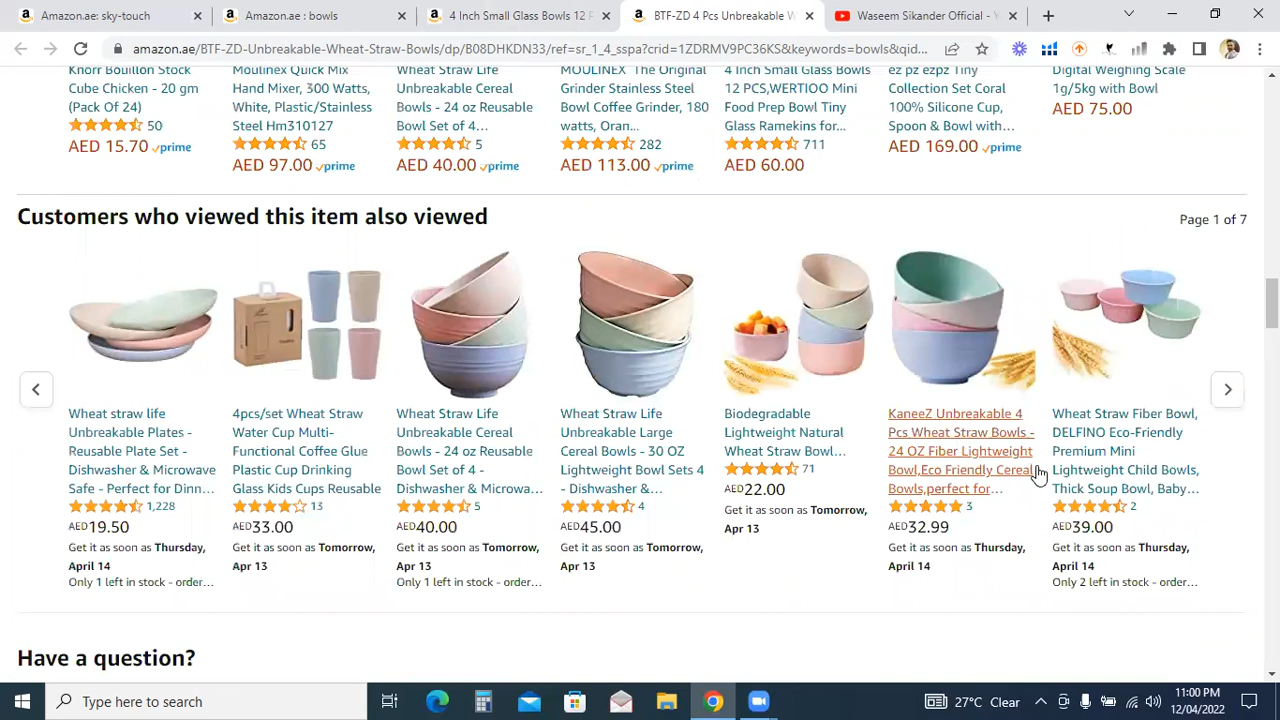 Amazon.ae: sky-touch
Amazon.ae : bowls
4 Inch Small Glass Bowls 12 P
BTF-ZD 4 Pcs Unbreakable W
Waseem Sikander Official - Y
amazon.ae/BTF-ZD-Unbreakable-Wheat-Straw-Bowls/dp/B08DHKDN33/ref=sr_1_4_sspa?crid=1ZDRMV9PC36KS&keywords=bowls&qid...
Knorr Bouillon Stock
Cube Chicken - 20 gm
(Pack Of 24)
50
AED 15.70 prime
Moulinex Quick Mix
Hand Mixer, 300 Watts,
White, Plastic/Stainless
Steel Hm310127
65
AED 97.00 prime
Wheat Straw Life
Unbreakable Cereal
Bowls - 24 oz Reusable
Bowl Set of 4...
5
AED 40.00 prime
MOULINEX The Original
Grinder Stainless Steel
Bowl Coffee Grinder, 180
watts, Oran...
282
AED 113.00 prime
4 Inch Small Glass Bowls
12 PCS,WERTIOO Mini
Food Prep Bowl Tiny
Glass Ramekins for...
711
AED 60.00
ez pz ezpz Tiny
Collection Set Coral
100% Silicone Cup,
Spoon & Bowl with...
AED 169.00 prime
Digital Weighing Scale
1g/5kg with Bowl
AED 75.00
Customers who viewed this item also viewed
Page 1 of 7
Wheat straw life
Unbreakable Plates -
Reusable Plate Set -
Dishwasher & Microwave
Safe - Perfect for Dinn...
1,228
AED19.50
Get it as soon as Thursday,
April 14
Only 1 left in stock - order...
4pcs/set Wheat Straw
Water Cup Multi-
Functional Coffee Glue
Plastic Cup Drinking
Glass Kids Cups Reusable
13
AED33.00
Get it as soon as Tomorrow,
Apr 13
Wheat Straw Life
Unbreakable Cereal
Bowls - 24 oz Reusable
Bowl Set of 4 -
Dishwasher & Microwa...
5
AED40.00
Get it as soon as Tomorrow,
Apr 13
Only 1 left in stock - order...
Wheat Straw Life
Unbreakable Large
Cereal Bowls - 30 OZ
Lightweight Bowl Sets 4
- Dishwasher &...
4
AED45.00
Get it as soon as Tomorrow,
Apr 13
Biodegradable
Lightweight Natural
Wheat Straw Bowl...
71
AED22.00
Get it as soon as Tomorrow,
Apr 13
KaneeZ Unbreakable 4
Pcs Wheat Straw Bowls -
24 OZ Fiber Lightweight
Bowl,Eco Friendly Cereal
Bowls,perfect for...
3
AED32.99
Get it as soon as Thursday,
April 14
Wheat Straw Fiber Bowl,
DELFINO Eco-Friendly
Premium Mini
Lightweight Child Bowls,
Thick Soup Bowl, Baby...
2
AED39.00
Get it as soon as Thursday,
April 14
Only 2 left in stock - order...
Have a question?
Type here to search
27°C Clear
11:00 PM
12/04/2022